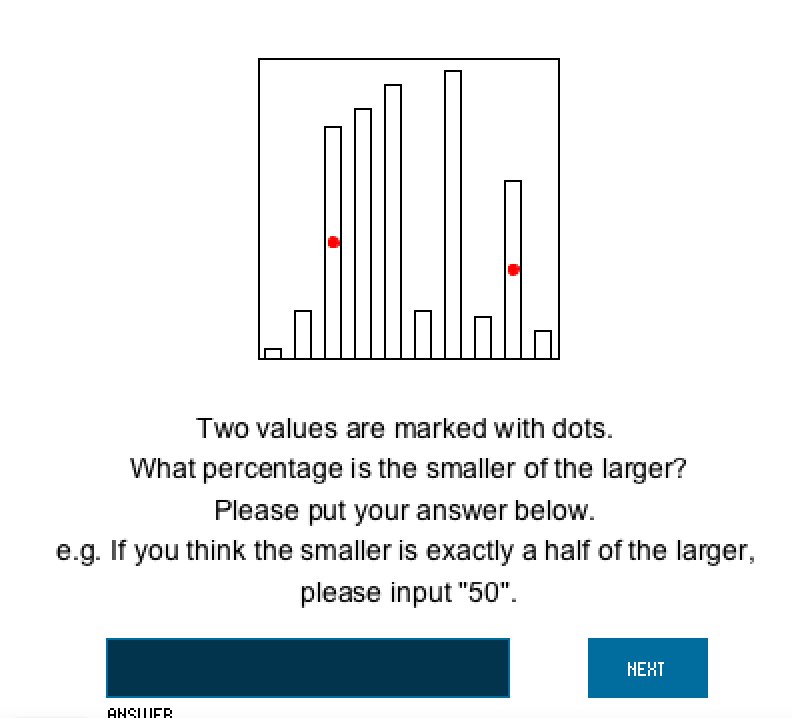 Two values are marked with dots.
What percentage is the smaller of the larger?
Please put your answer below.
e.g. If you think the smaller is exactly a half of the larger,
please input "50".
NEXT
ANSWER